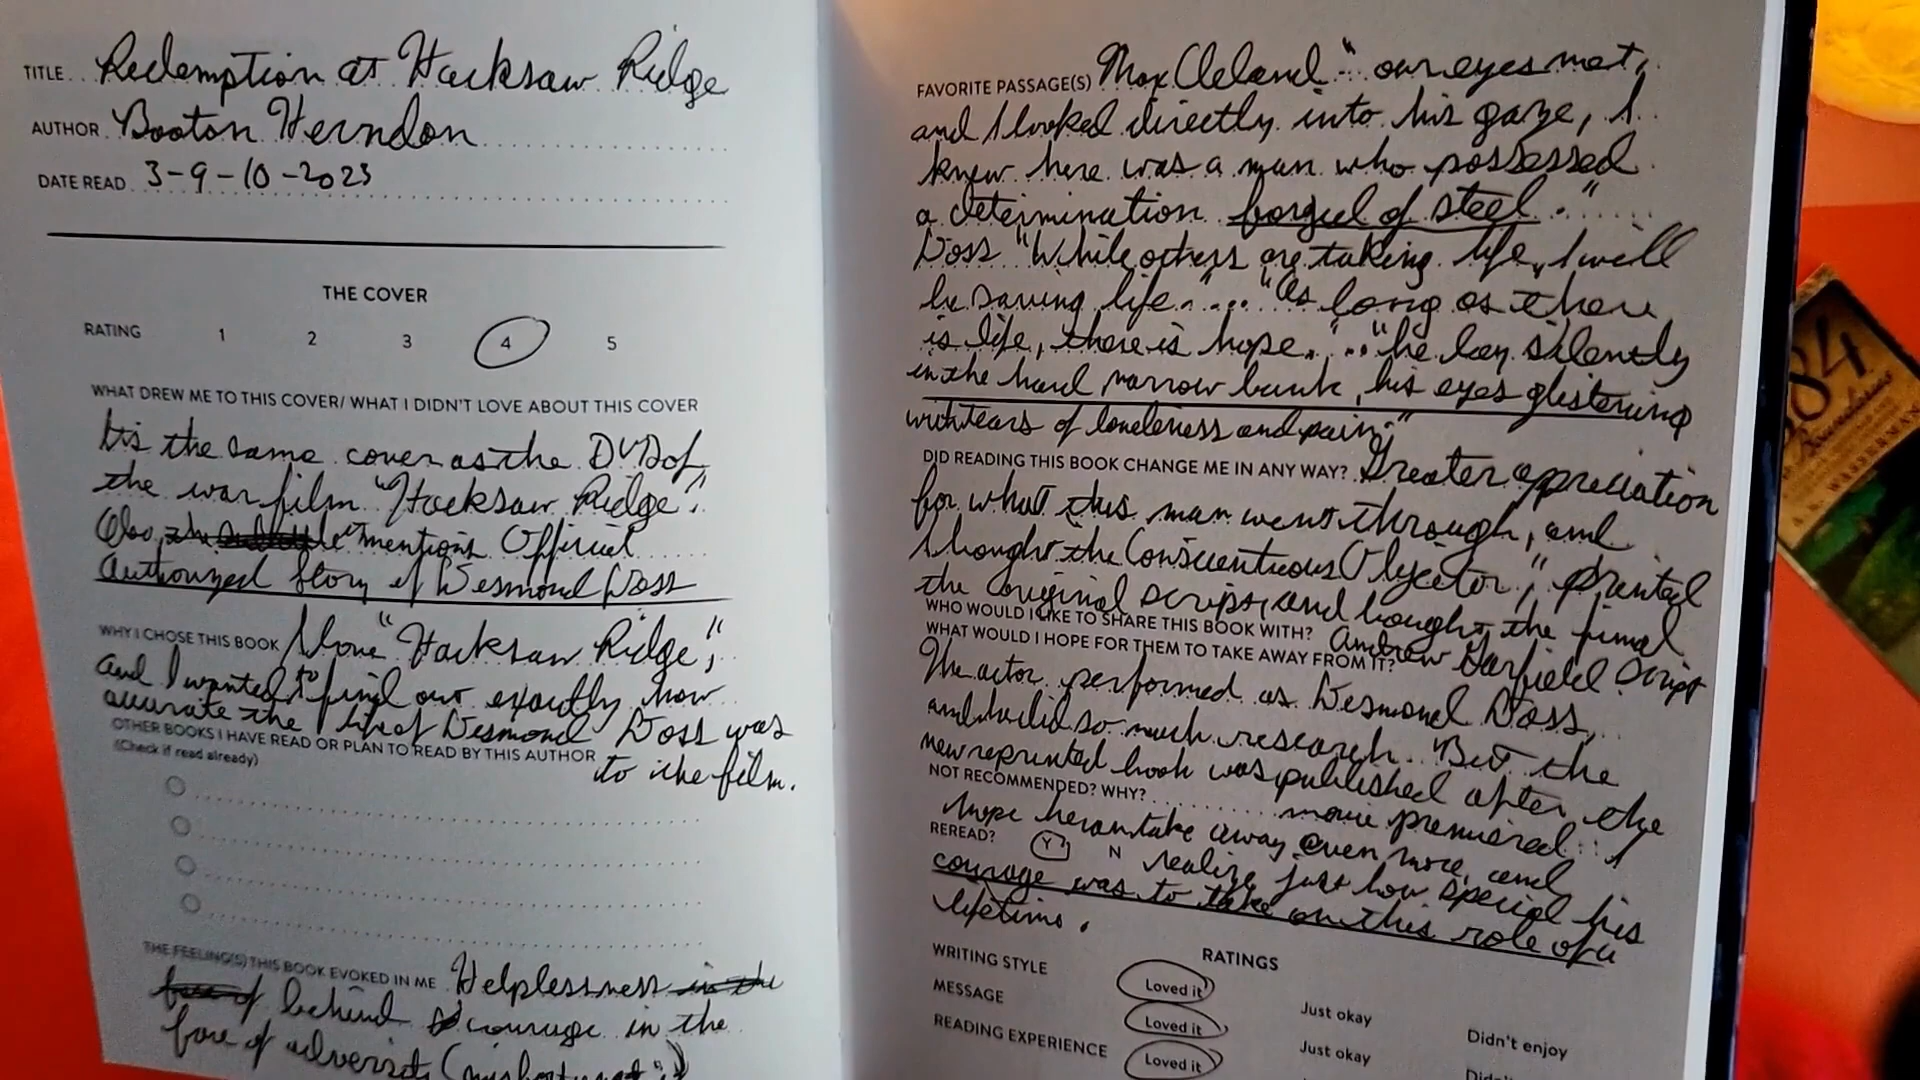 TITLE Redemption at Hacksaw Ridge
AUTHOR Booton Herndon
DATE READ 3-9-10-2023
THE COVER
RATING 1 2 3 4 5
WHAT DREW ME TO THIS COVER/ WHAT I DIDN'T LOVE ABOUT THIS COVER
It's the same cover as the DVD of
the war film "Hacksaw Ridge".
Also mentions Official
Authorized Story of Desmond Doss
WHY I CHOSE THIS BOOK I love "Hacksaw Ridge",
and I wanted to find out exactly how
accurate the life of Desmond Doss was
to the film.
OTHER BOOKS I HAVE READ OR PLAN TO READ BY THIS AUTHOR
(Check if read already)
THE FEELING(S) THIS BOOK EVOKED IN ME Helplessness in the
of behind courage in the
face of adversity
FAVORITE PASSAGE(S) Max Cleland "our eyes met,
and I looked directly into his gaze, I
knew here was a man who possessed
a determination forged of steel."
Doss "While others are taking life, I will
be saving life."... "As long as there
is life, there is hope."..."he lay silently
in the hard narrow bunk, his eyes glistening
with tears of loneliness and pain."
DID READING THIS BOOK CHANGE ME IN ANY WAY? Greater appreciation
for what this man went through, and
I bought the Conscientious Objector", printed
the original script, and bought the final
script
WHO WOULD I LIKE TO SHARE THIS BOOK WITH?
WHAT WOULD I HOPE FOR THEM TO TAKE AWAY FROM IT?
Andrew Garfield
The actor performed as Desmond Doss,
and he did so much research. But the
new reprinted book was published after the
movie premiered. I
NOT RECOMMENDED? WHY?
hope he can take away even more, and
REREAD? Y N
realize just how special his
courage was to take on this role of a
lifetime.
RATINGS
WRITING STYLE Loved it Just okay Didn't enjoy
MESSAGE Loved it Just okay
READING EXPERIENCE Loved it
84